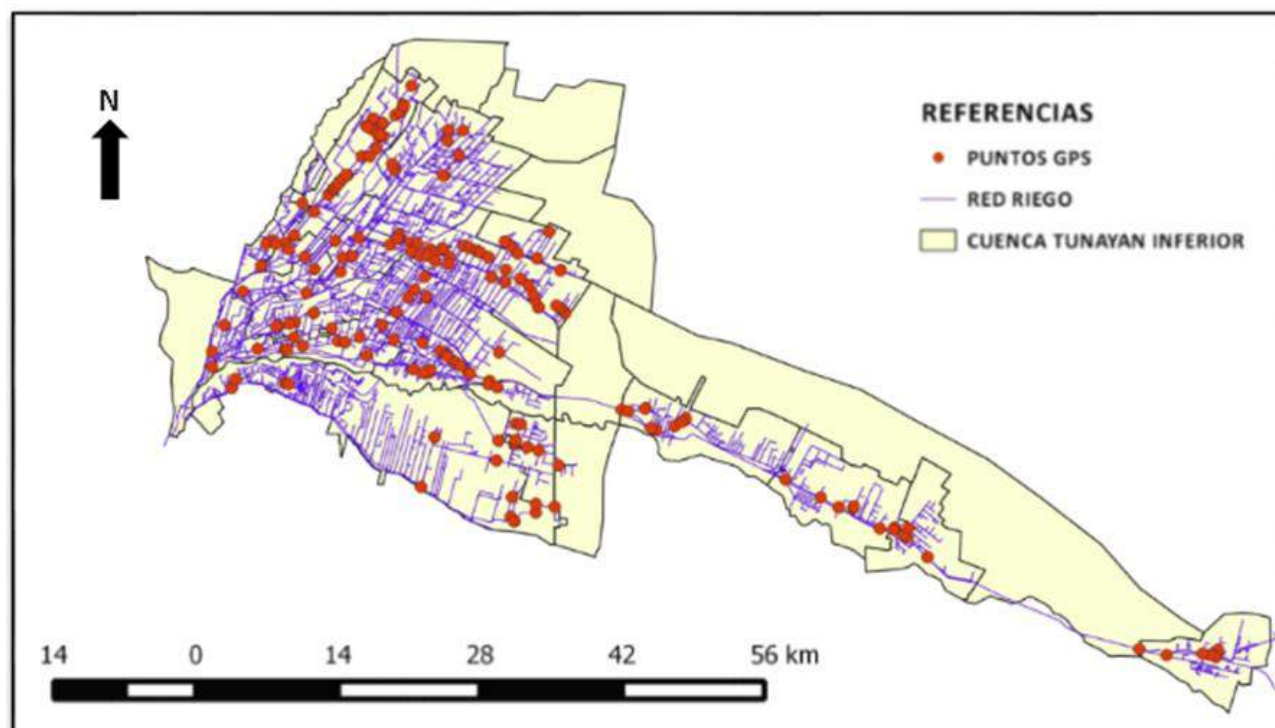 N
REFERENCIAS
PUNTOS GPS
RED RIEGO
CUENCA TUNAYAN INFERIOR
14 0 14 28 42 56 km